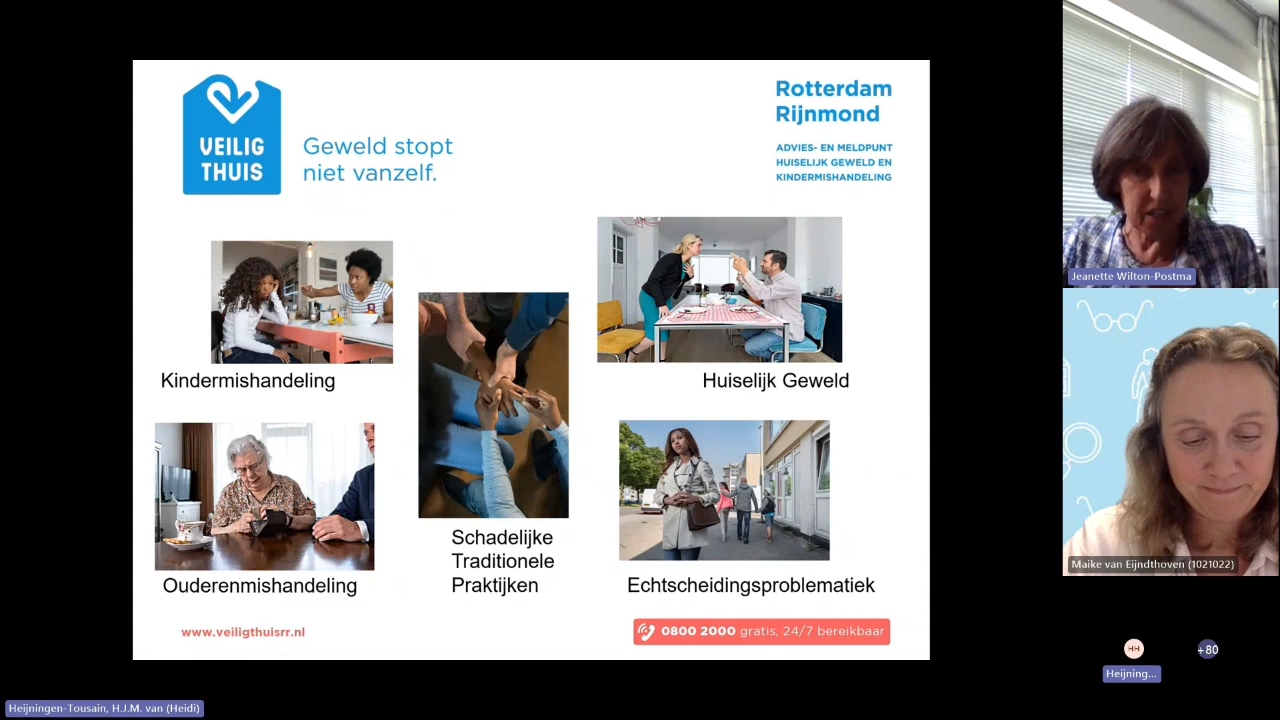 VEILIG
THUIS
Geweld stopt
niet vanzelf.
Rotterdam
Rijnmond
ADVIES- EN MELDPUNT
HUISELIJK GEWELD EN
KINDERMISHANDELING
Kindermishandeling
Huiselijk Geweld
Ouderenmishandeling
Schadelijke
Traditionele
Praktijken
Echtscheidingsproblematiek
www.veiligthuisrr.nl
0800 2000 gratis, 24/7 bereikbaar
Jeanette Wilton-Postma
Maike van Eijndthoven (1021022)
HH
+80
Heijning...
Heijningen-Tousain, H.J.M. van (Heidi)